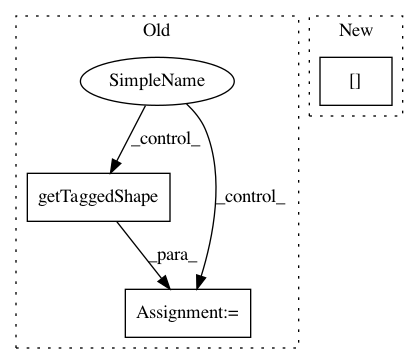 Old
New
SimpleName
[]
_control_
getTaggedShape
_control_
_para_
Assignment:=